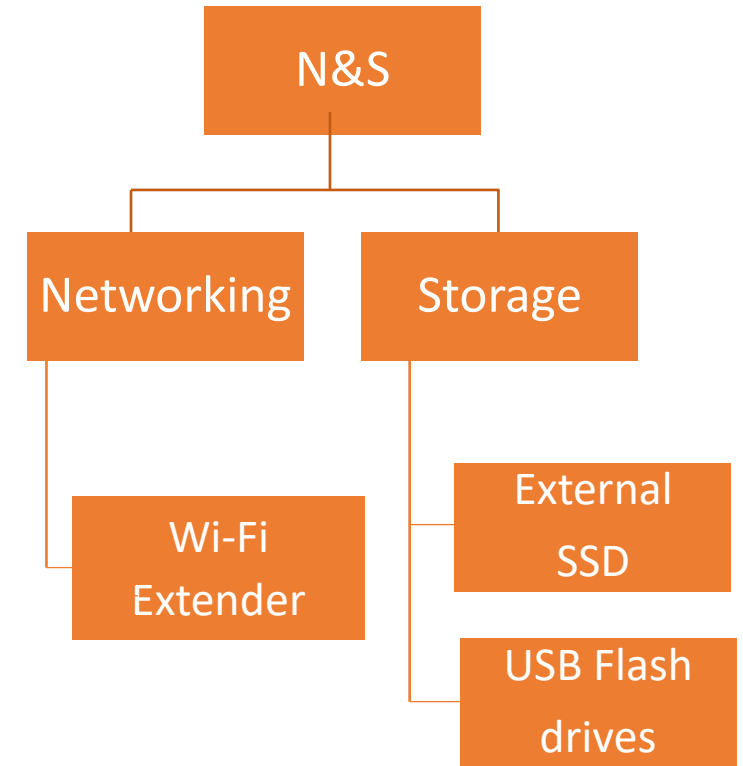 N&S
Networking
Storage
Wi-Fi
Extender
External
SSD
USB Flash
drives